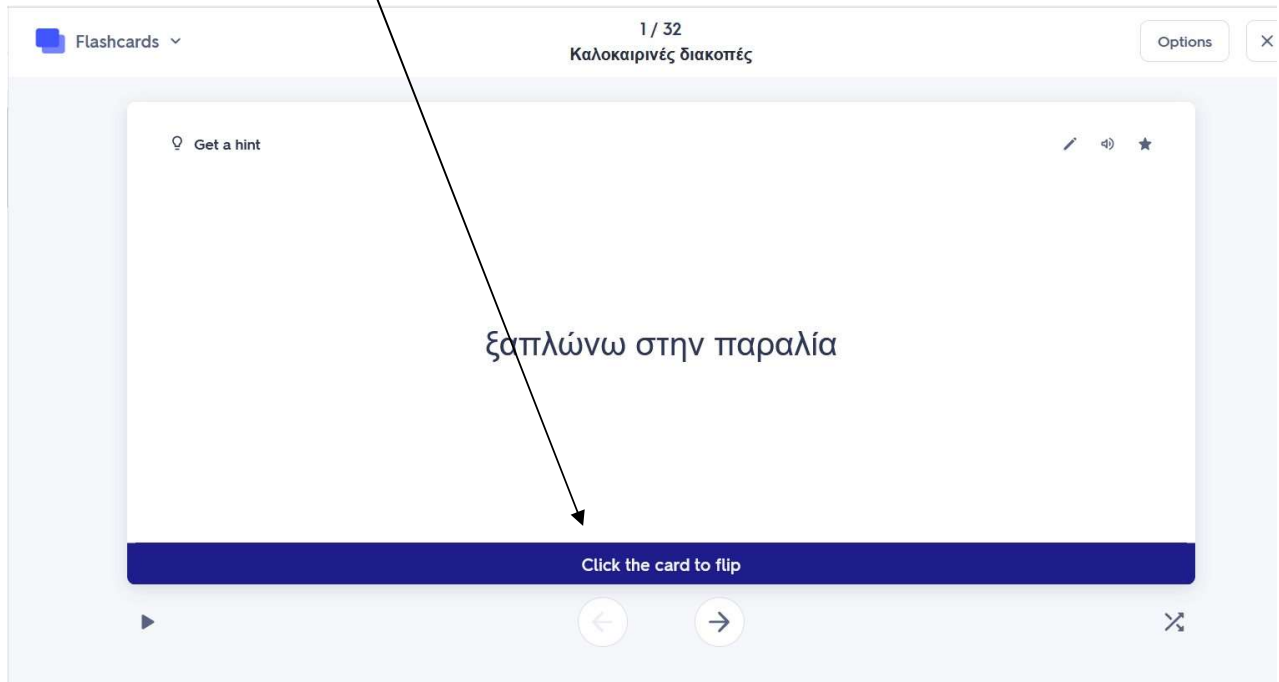 Flashcards
1 / 32
Καλοκαιρινές διακοπές
Options
Get a hint
ξαπλώνω στην παραλία
Click the card to flip